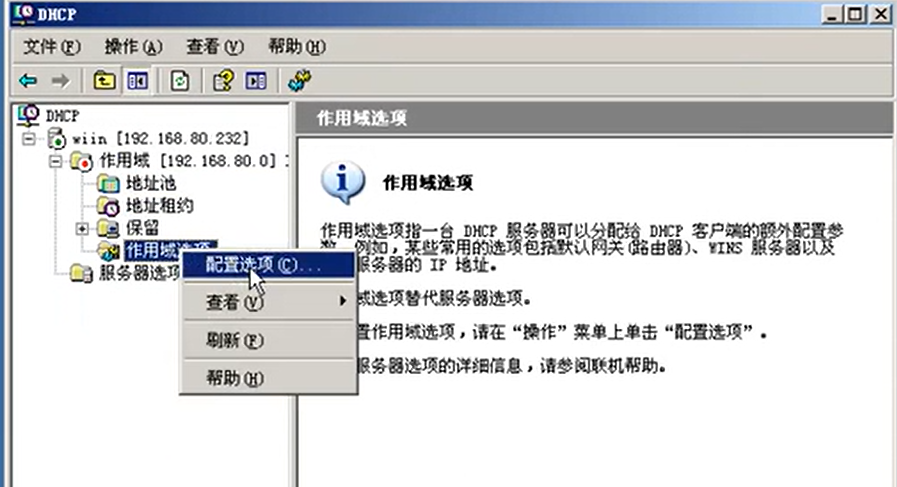 DHCP
文件(F) 操作(A) 查看(V) 帮助(H)
DHCP
wiin [192.168.80.232]
作用域 [192.168.80.0]
地址池
地址租约
保留
作用域选项
服务器选项
配置选项(C)...
查看(V)
刷新(F)
帮助(H)
作用域选项
作用域选项
作用域选项指一台 DHCP 服务器可以分配给 DHCP 客户端的额外配置参
数。例如，某些常用的选项包括默认网关(路由器)、WINS 服务器以及
服务器的 IP 地址。
域选项替代服务器选项。
置作用域选项，请在“操作”菜单上单击“配置选项”。
服务器选项的详细信息，请参阅联机帮助。